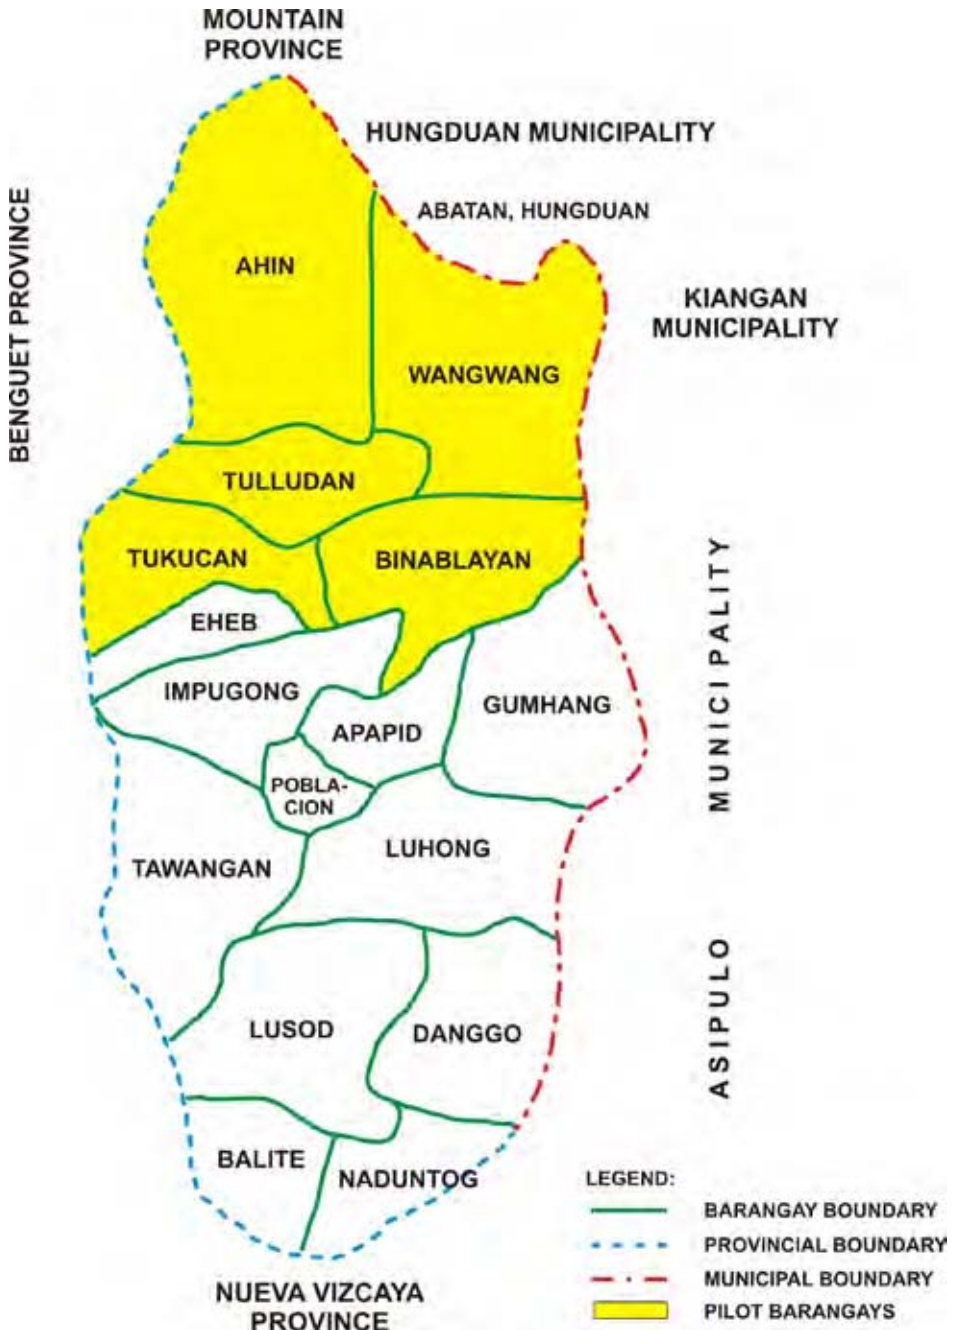 MOUNTAIN
PROVINCE
HUNGDUAN MUNICIPALITY
ABATAN, HUNGDUAN
BENGUET PROVINCE
AHIN
KIANGAN
MUNICIPALITY
WANGWANG
TULLUDAN
TUKUCAN
BINABLAYAN
EHEB
IMPUGONG
GUMHANG
APAPID
POBLA-
CION
LUHONG
TAWANGAN
ASIPULO MUNICIPALITY
LUSOD
DANGGO
BALITE
NADUNTOG
NUEVA VIZCAYA
PROVINCE
LEGEND:
BARANGAY BOUNDARY
PROVINCIAL BOUNDARY
MUNICIPAL BOUNDARY
PILOT BARANGAYS